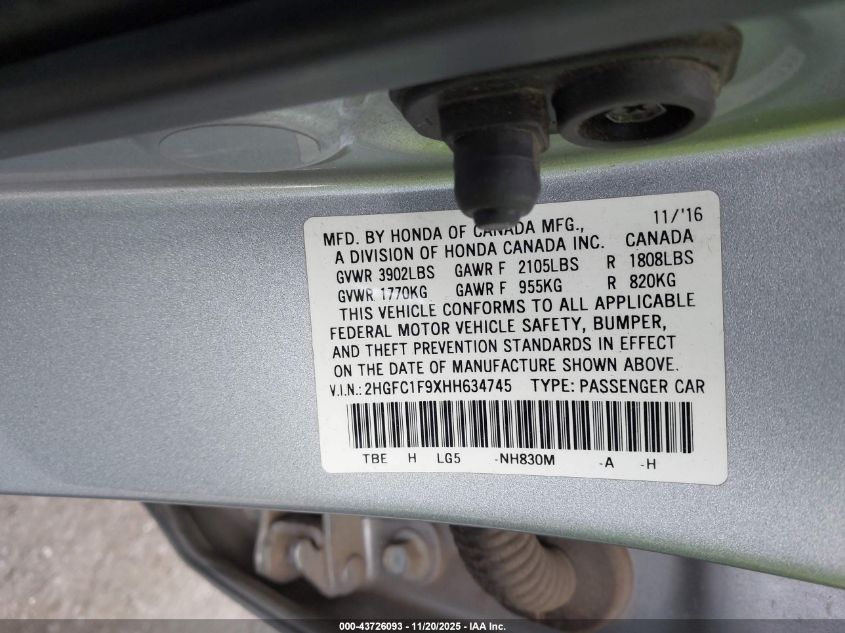 11/'16
MFD. BY HONDA OF CANADA MFG.,
A DIVISION OF HONDA CANADA INC. CANADA
GVWR 3902LBS GAWR F 2105LBS R 1808LBS
GVWR 1770KG GAWR F 955KG R 820KG
THIS VEHICLE CONFORMS TO ALL APPLICABLE
FEDERAL MOTOR VEHICLE SAFETY, BUMPER,
AND THEFT PREVENTION STANDARDS IN EFFECT
ON THE DATE OF MANUFACTURE SHOWN ABOVE.
V.I.N.: 2HGFC1F9XHH634745 TYPE: PASSENGER CAR
TBE H LG5 -NH830M -A -H
000-43726093 - 11/20/2025 - IAA Inc.